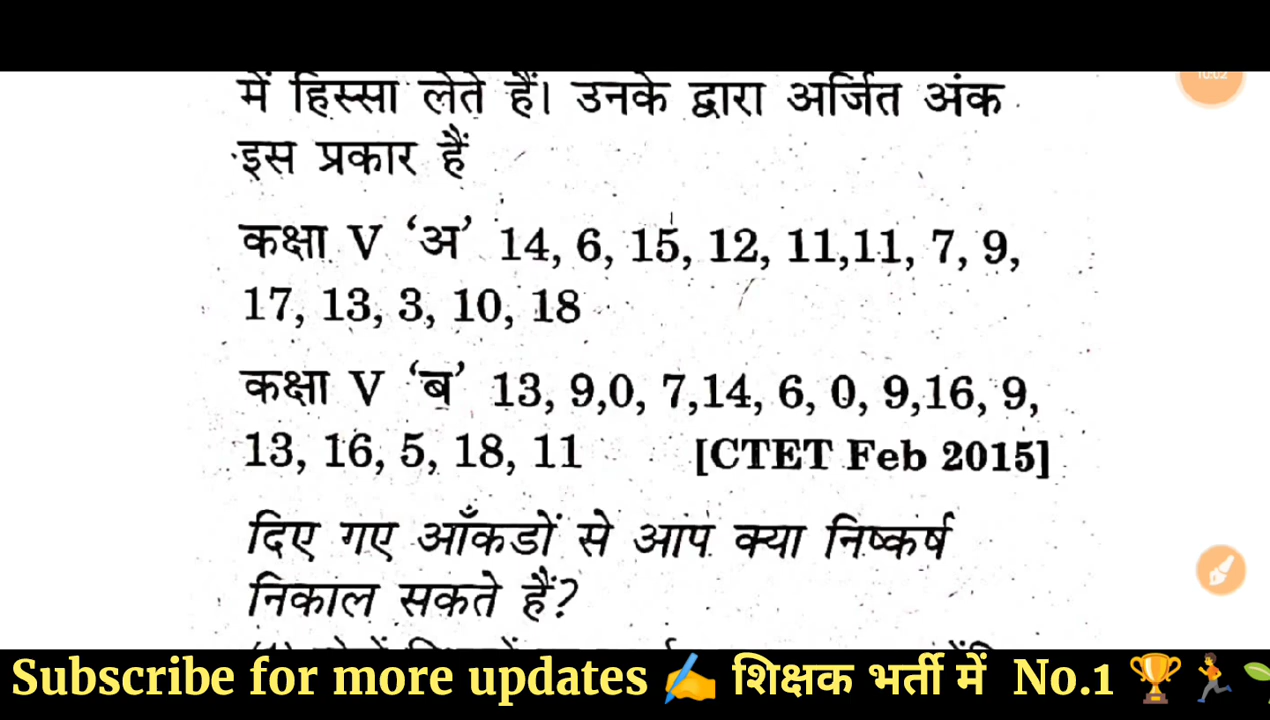 10:02
में हिस्सा लेते हैं। उनके द्वारा अर्जित अंक
इस प्रकार हैं
कक्षा V ‘अ’ 14, 6, 15, 12, 11,11, 7, 9,
17, 13, 3, 10, 18
कक्षा V ‘ब’ 13, 9,0, 7,14, 6, 0, 9,16, 9,
13, 16, 5, 18, 11 [CTET Feb 2015]
दिए गए आँकडों से आप क्या निष्कर्ष
निकाल सकते हैं?
Subscribe for more updates ✍️ शिक्षक भर्ती में No.1 🏆🏃